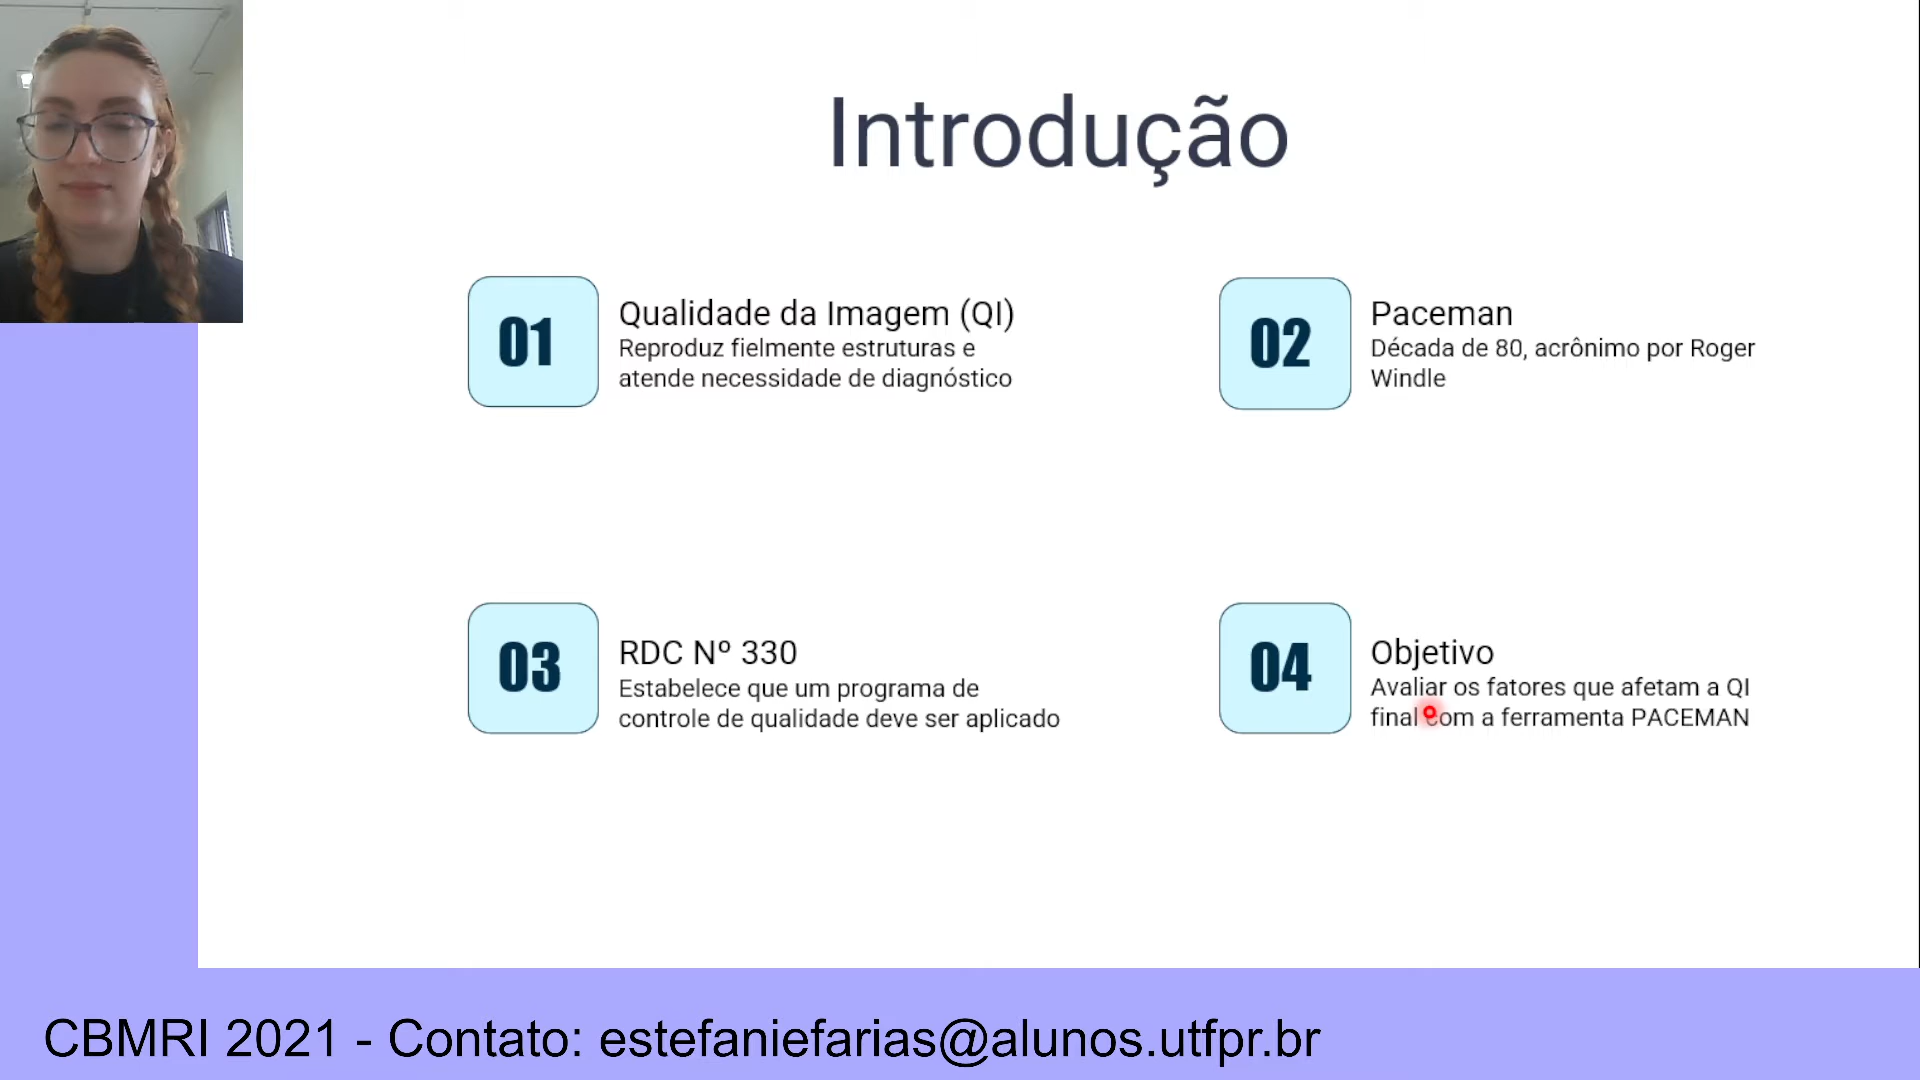 Introdução
01
Qualidade da Imagem (QI)
Reproduz fielmente estruturas e
atende necessidade de diagnóstico
02
Paceman
Década de 80, acrônimo por Roger
Windle
03
RDC Nº 330
Estabelece que um programa de
controle de qualidade deve ser aplicado
04
Objetivo
Avaliar os fatores que afetam a QI
final com a ferramenta PACEMAN
CBMRI 2021 - Contato: estefaniefarias@alunos.utfpr.br